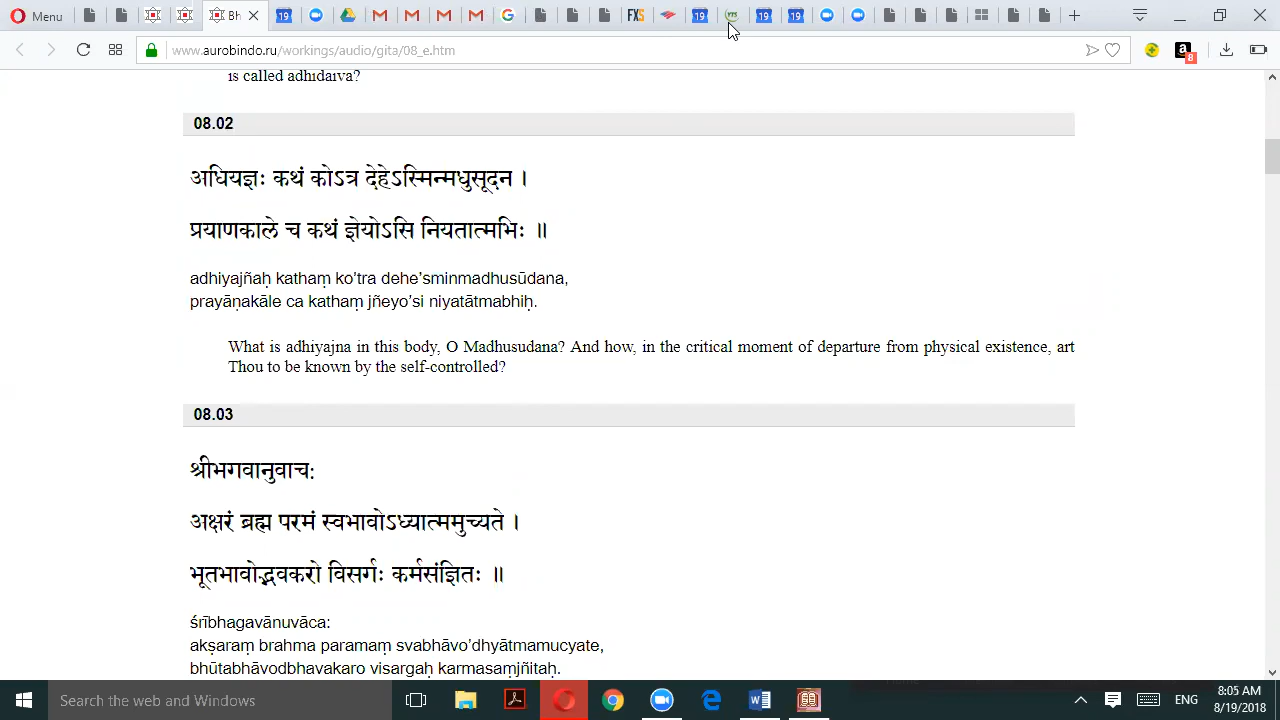 Menu
Bh
www.aurobindo.ru/workings/audio/gita/08_e.htm
is called adhidaiva?
08.02
अधियज्ञः कथं कोऽत्र देहेऽस्मिन्मधुसूदन ।
प्रयाणकाले च कथं ज्ञेयोऽसि नियतात्मभिः ॥
adhiyajñaḥ kathaṃ ko’tra dehe’sminmadhusūdana,
prayāṇakāle ca kathaṃ jñeyo’si niyatātmabhiḥ.
What is adhiyajna in this body, O Madhusudana? And how, in the critical moment of departure from physical existence, art
Thou to be known by the self-controlled?
08.03
श्रीभगवानुवाच:
अक्षरं ब्रह्म परमं स्वभावोऽध्यात्ममुच्यते ।
भूतभावोद्भवकरो विसर्गः कर्मसंज्ञितः ॥
śrībhagavānuvāca:
akṣaraṃ brahma paramaṃ svabhāvo’dhyātmamucyate,
bhūtabhāvodbhavakaro visargaḥ karmasaṃjñitaḥ.
Search the web and Windows
ENG
8:05 AM
8/19/2018